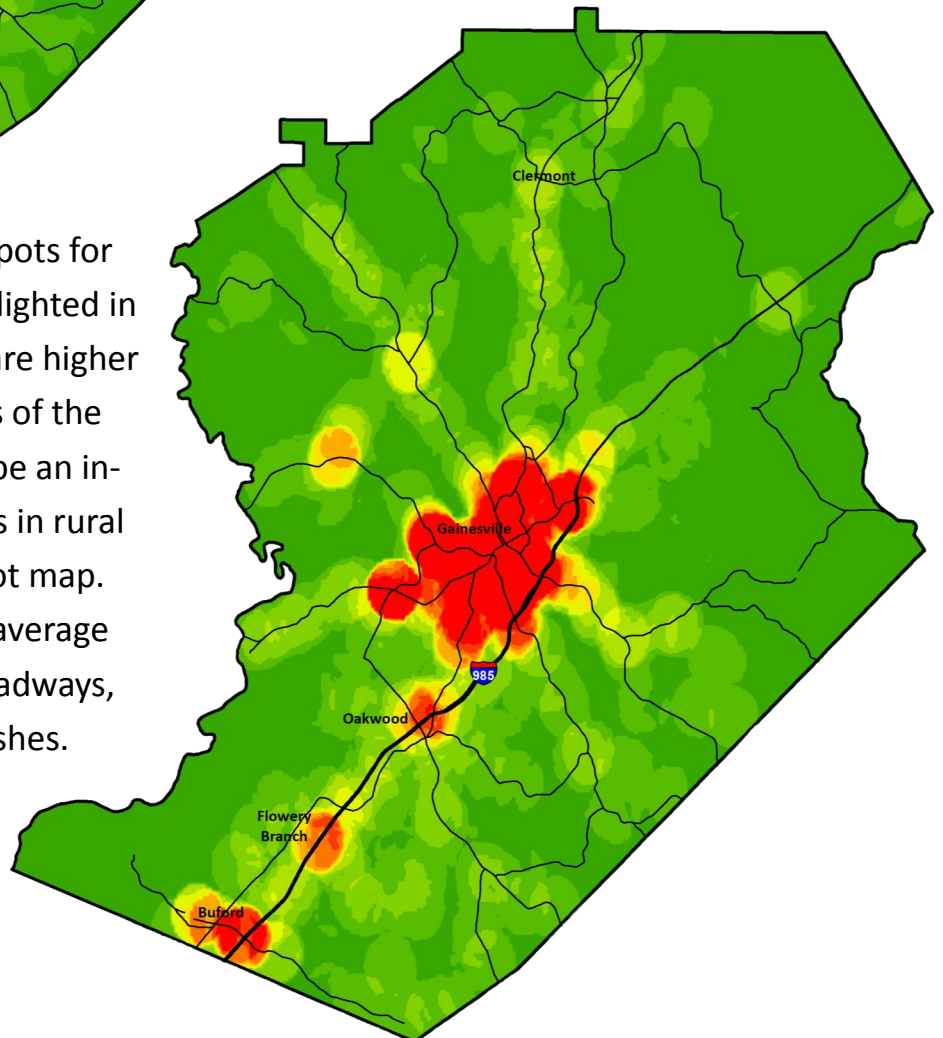 pots for
lighted in
are higher
s of the
be an in-
s in rural
ot map.
average
adways,
shes.
Clermont
Gainesville
985
Oakwood
Flowery
Branch
Buford